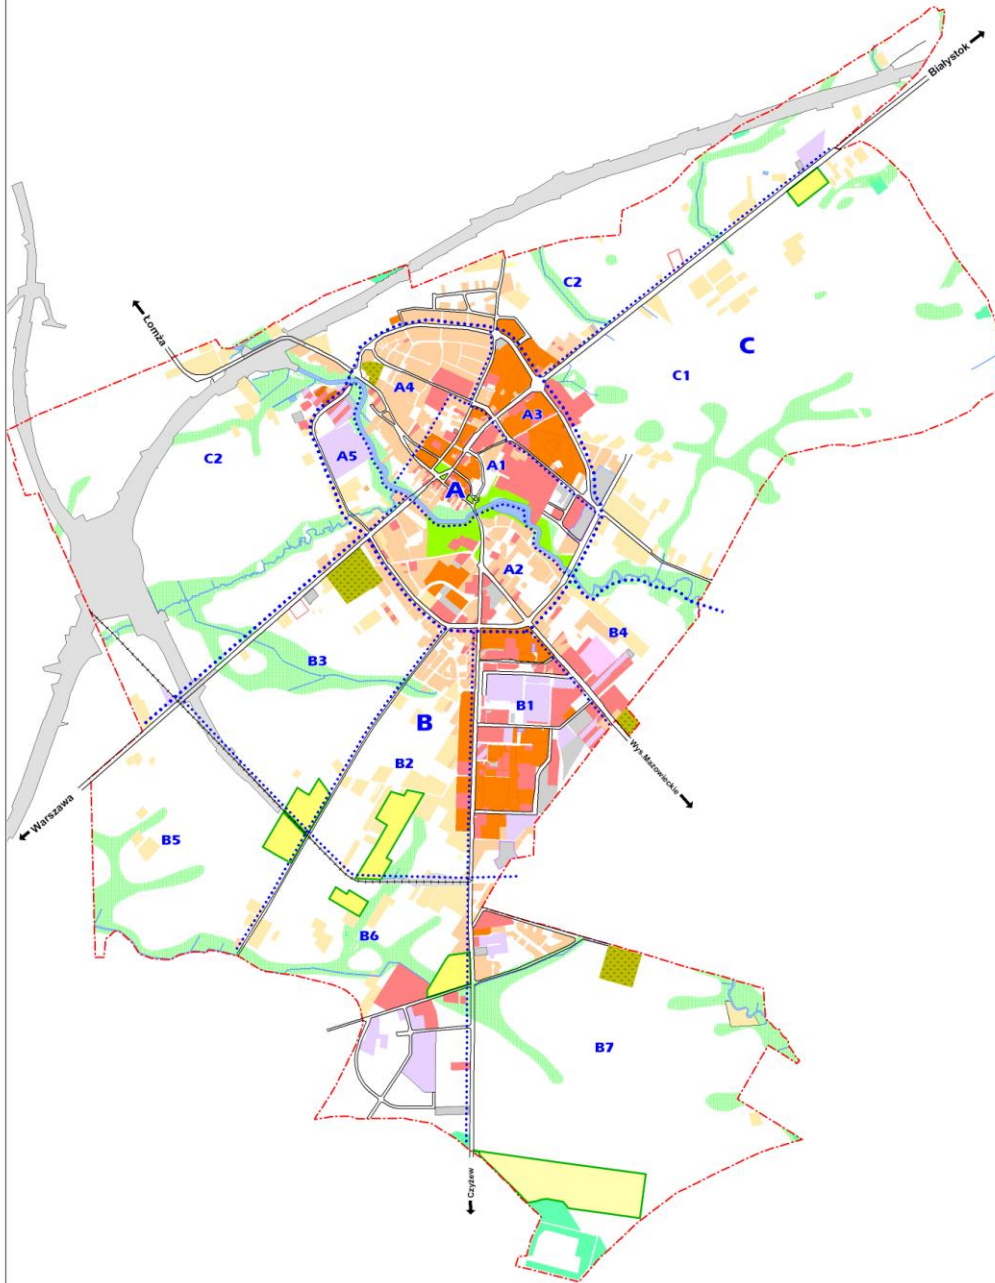 Białystok
C2
Łomża
C
C1
A4
A3
C2
A5
A1
A
A2
B4
B3
B1
B
B2
Wys. Mazowieckie
Warszawa
B5
B6
B7
Czyżew